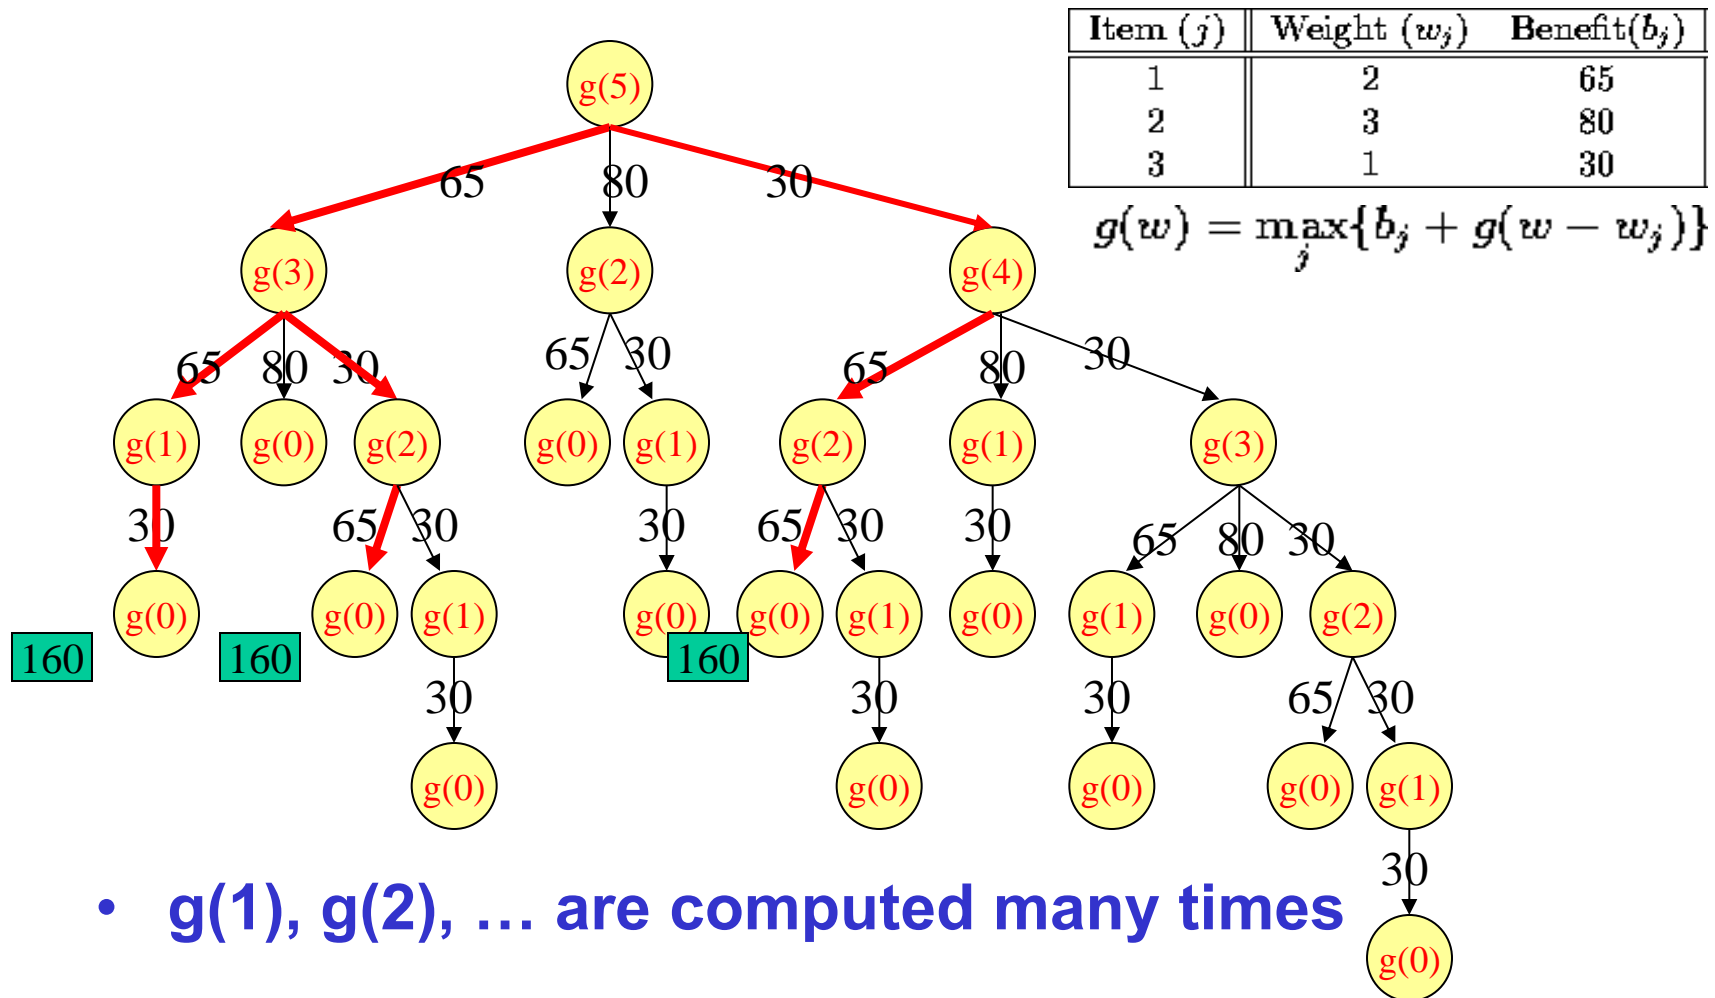 Item (j) Weight (w_j) Benefit(b_j)
1 2 65
2 3 80
3 1 30
g(w) = max_j{b_j + g(w − w_j)}
g(5)
65 80 30
g(3) g(2) g(4)
65 80 30 65 30 65 80 30
g(1) g(0) g(2) g(0) g(1) g(2) g(1) g(3)
30 65 30 30 65 30 30 65 80 30
g(0) g(0) g(1) g(0) g(0) g(1) g(0) g(1) g(0) g(2)
160 160 160
30 30 30 65 30
g(0) g(0) g(0) g(0) g(1)
30
• g(1), g(2), … are computed many times
g(0)